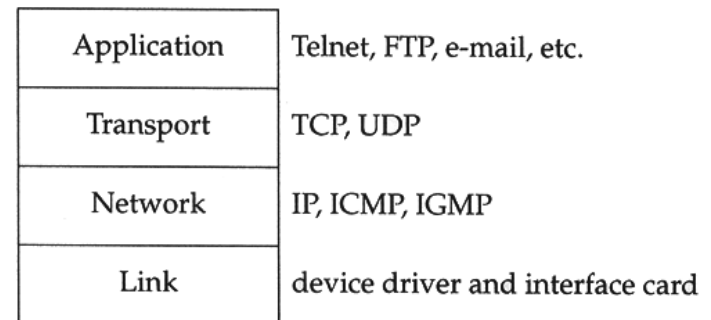 Application Telnet, FTP, e-mail, etc.
Transport TCP, UDP
Network IP, ICMP, IGMP
Link device driver and interface card